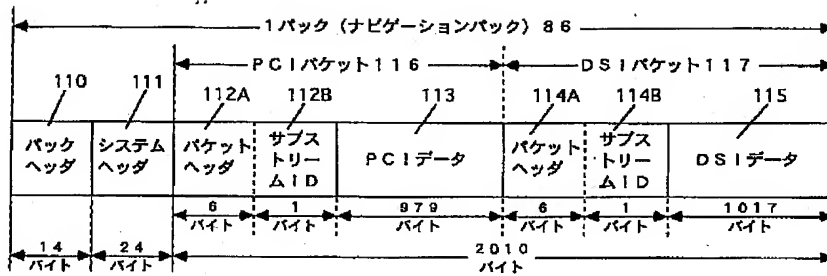 1パック（ナビゲーションパック）86
PCIパケット116
DSIパケット117
110
111
112A
112B
113
114A
114B
115
パック
ヘッダ
システム
ヘッダ
パケット
ヘッダ
サブス
トリー
ムID
PCIデータ
パケット
ヘッダ
サブス
トリー
ムID
DSIデータ
6
バイト
1
バイト
979
バイト
6
バイト
1
バイト
1017
バイト
14
バイト
24
バイト
2010
バイト